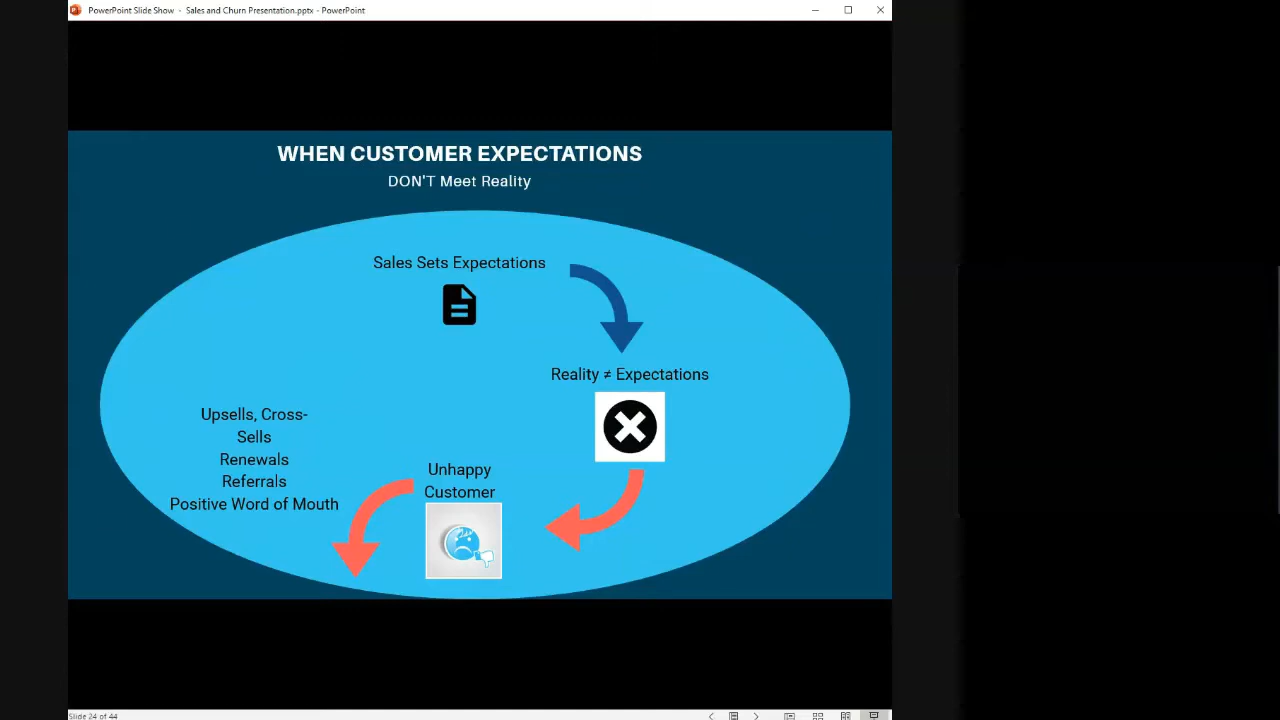 PowerPoint Slide Show - Sales and Churn Presentation.pptx - PowerPoint
WHEN CUSTOMER EXPECTATIONS
DON'T Meet Reality
Sales Sets Expectations
Reality ≠ Expectations
Upsells, Cross-
Sells
Renewals
Referrals
Positive Word of Mouth
Unhappy
Customer
Slide 24 of 44